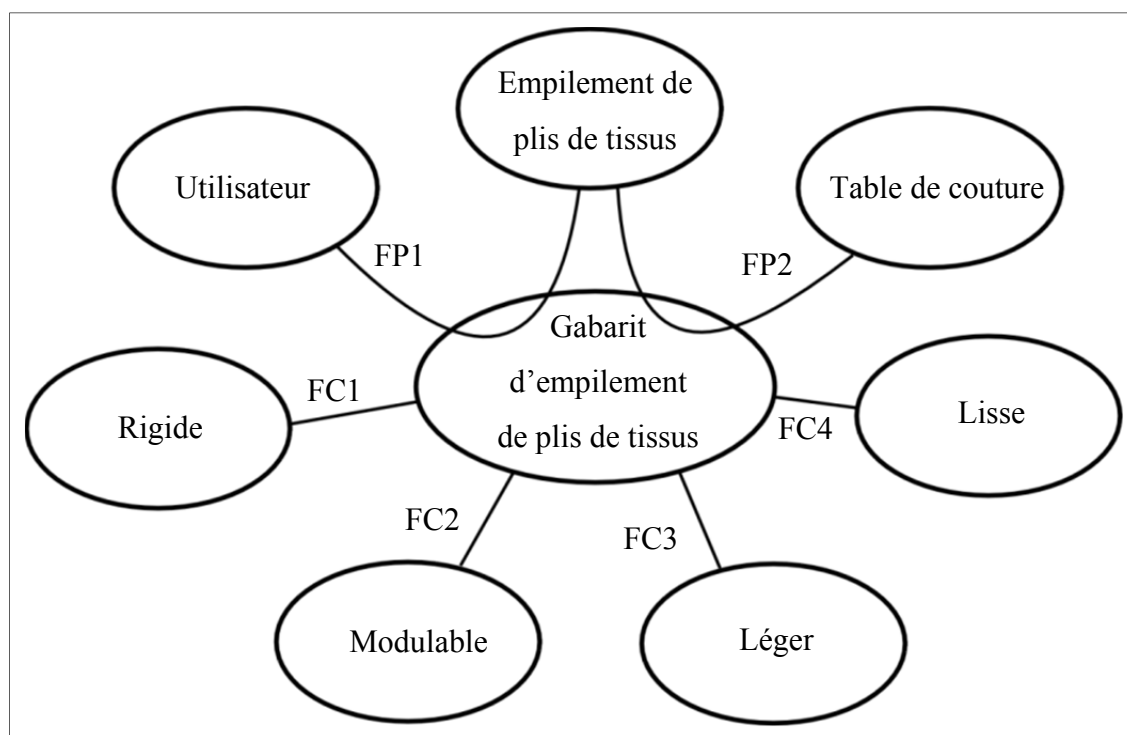 Empilement de
plis de tissus
Utilisateur
Table de couture
FP1
FP2
Gabarit
d’empilement
de plis de tissus
FC1
Rigide
FC4
Lisse
FC2
FC3
Modulable
Léger